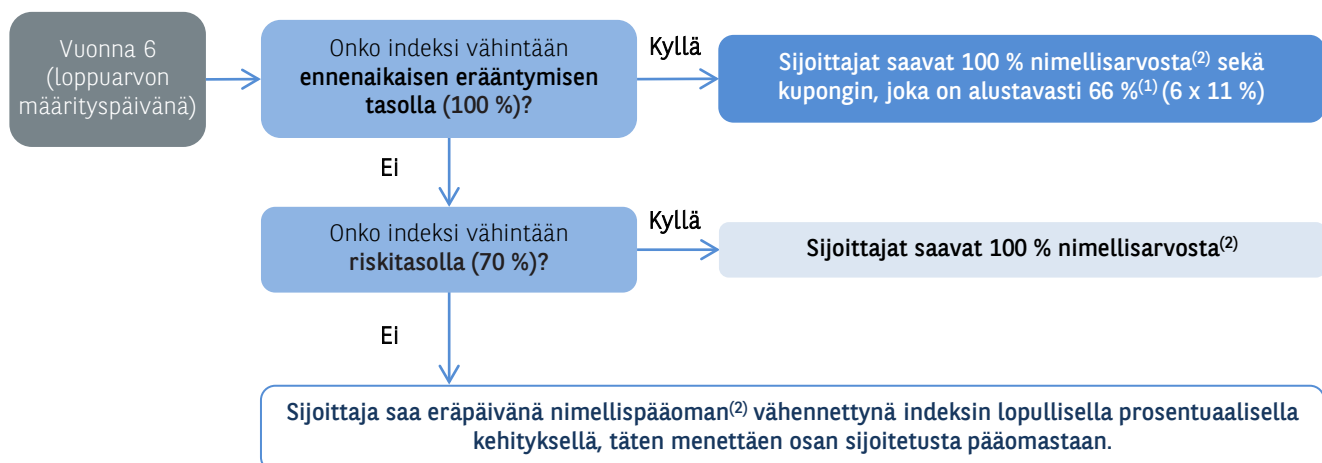 Vuonna 6
(loppuarvon
määrityspäivänä)
Onko indeksi vähintään
ennenaikaisen erääntymisen
tasolla (100 %)?
Kyllä
Sijoittajat saavat 100 % nimellisarvosta(2) sekä
kupongin, joka on alustavasti 66 %(1) (6 x 11 %)
Ei
Onko indeksi vähintään
riskitasolla (70 %)?
Kyllä
Sijoittajat saavat 100 % nimellisarvosta(2)
Ei
Sijoittaja saa eräpäivänä nimellispääoman(2) vähennettynä indeksin lopullisella prosentuaalisella
kehityksellä, täten menettäen osan sijoitetusta pääomastaan.